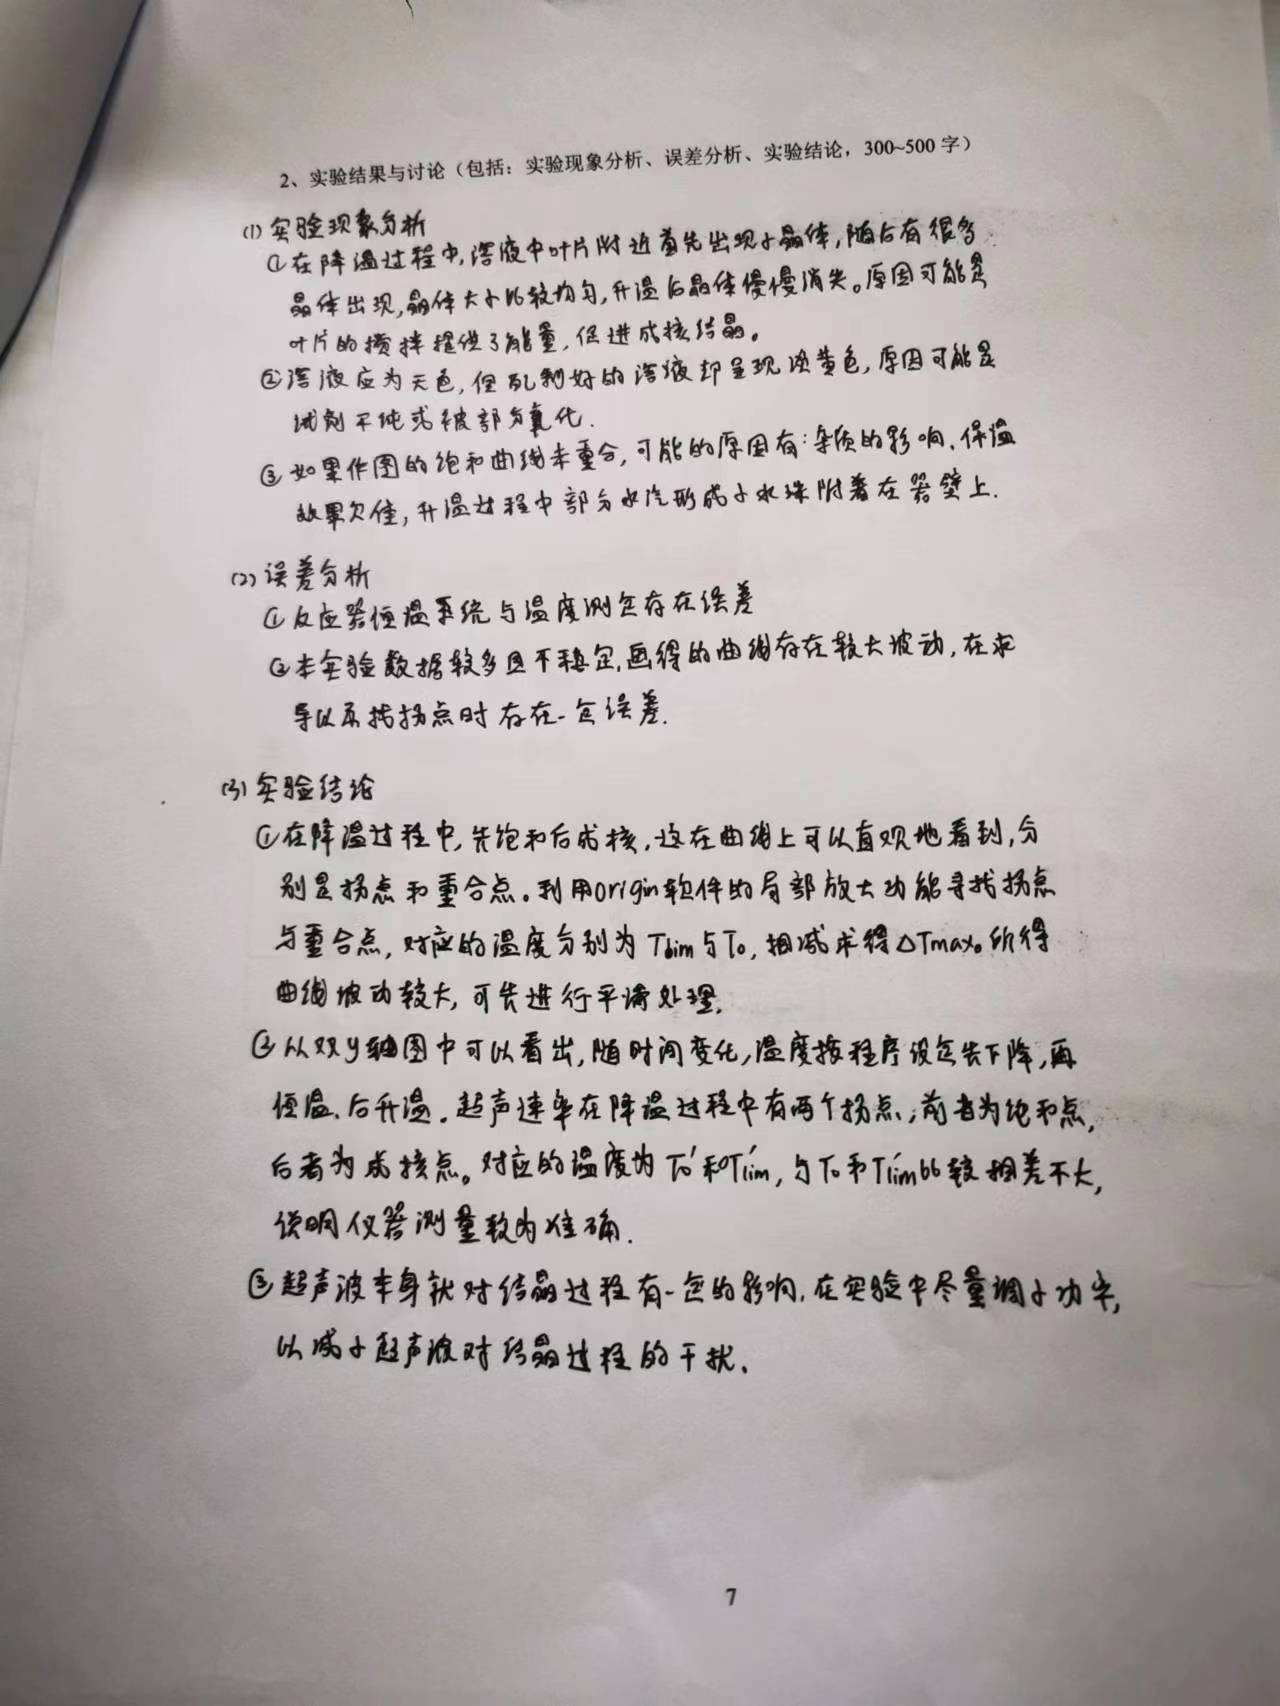 2、实验结果与讨论（包括：实验现象分析、误差分析、实验结论，300~500 字）
(1) 实验现象分析
①在降温过程中，溶液中叶片附近首先出现小晶体，随后有很多
晶体出现，晶体大小比较均匀，升温后晶体慢慢消失。原因可能是
叶片的搅拌提供了能量，促进成核结晶。
②溶液应为无色，但配制好的溶液却呈现淡黄色，原因可能是
试剂不纯或被部分氧化.
③如果作图的饱和曲线未重合，可能的原因有：杂质的影响、保温
效果欠佳，升温过程中部分水汽形成小水珠附着在器壁上.
(2) 误差分析
①反应器恒温系统与温度测定存在误差
②本实验数据较多且不稳定，画得的曲线存在较大波动，在求
导以及找拐点时存在一定误差.
(3) 实验结论
①在降温过程中，先饱和后成核，这在曲线上可以直观地看到，分
别是拐点和重合点。利用origin软件的局部放大功能寻找拐点
与重合点，对应的温度分别为 Tlim与T0，相减求得△Tmax。所得
曲线波动较大，可先进行平滑处理.
②从双y轴图中可以看出，随时间变化，温度按程序设定先下降，再
恒温、后升温。超声速率在降温过程中有两个拐点，前者为饱和点，
后者为成核点。对应的温度为 T0′和Tlim′，与T0和Tlim比较相差不大，
说明仪器测量较为准确.
③超声波本身就对结晶过程有一定的影响，在实验中尽量调小功率，
以减小超声波对结晶过程的干扰.
7